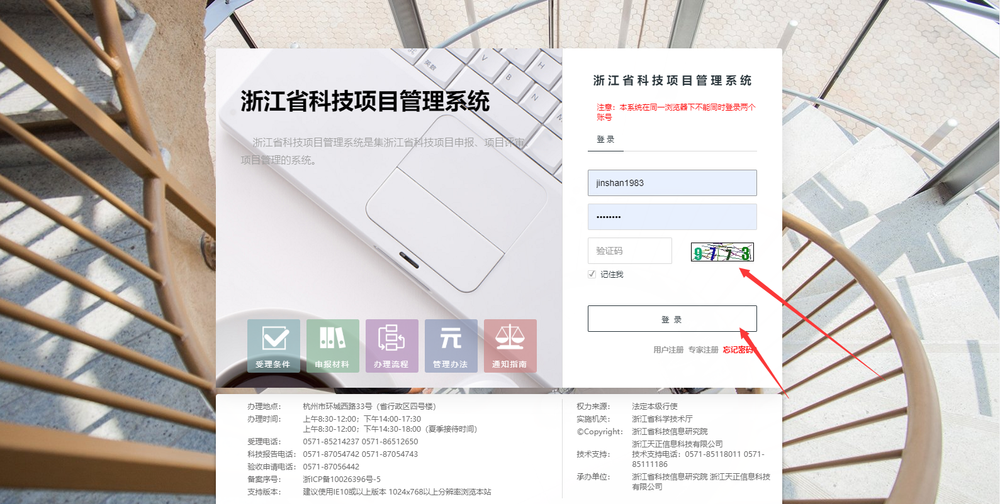 浙江省科技项目管理系统
浙江省科技项目管理系统是集浙江省科技项目申报、项目评审、
项目管理的系统。
受理条件
申报材料
办理流程
管理办法
通知指南
浙江省科技项目管理系统
注意：本系统在同一浏览器下不能同时登录两个
账号
登 录
jinshan1983
••••••••
验证码
9773
记住我
登 录
用户注册 专家注册 忘记密码
办理地点： 杭州市环城西路33号（省行政区四号楼）
办理时间： 上午8:30-12:00；下午14:00-17:30
上午8:30-12:00；下午14:30-18:00（夏季接待时间）
受理电话： 0571-85214237 0571-86512650
科技报告电话： 0571-87054742 0571-87054743
验收申请电话： 0571-87056442
备案序号： 浙ICP备10026396号-5
支持版本： 建议使用IE10或以上版本 1024x768以上分辨率浏览本站
权力来源： 法定本级行使
实施机关： 浙江省科学技术厅
©Copyright： 浙江省科技信息研究院
浙江天正信息科技有限公司
技术支持： 技术支持电话：0571-85118011 0571-
85111186
承办单位： 浙江省科技信息研究院 浙江天正信息科技
有限公司